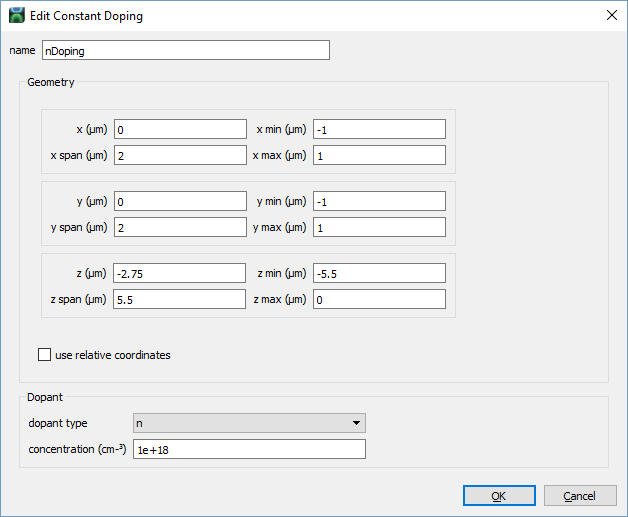 Edit Constant Doping
name nDoping
Geometry
x (µm) 0 x min (µm) -1
x span (µm) 2 x max (µm) 1
y (µm) 0 y min (µm) -1
y span (µm) 2 y max (µm) 1
z (µm) -2.75 z min (µm) -5.5
z span (µm) 5.5 z max (µm) 0
use relative coordinates
Dopant
dopant type n
concentration (cm-³) 1e+18
OK Cancel